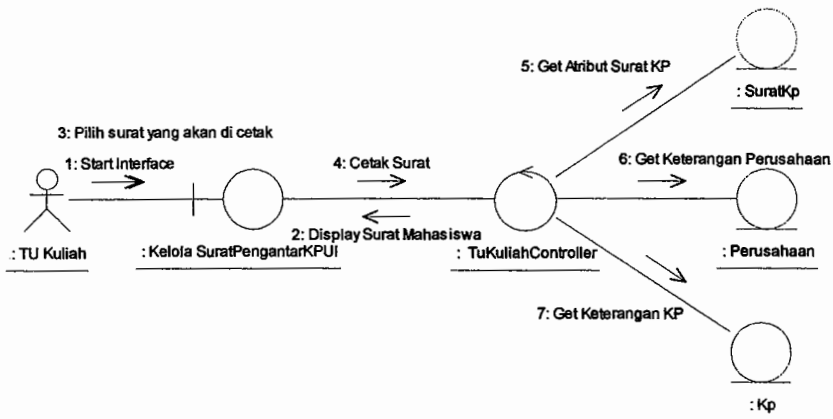 5: Get Atribut Surat KP
: SuratKp
3: Pilih surat yang akan di cetak
1: Start Interface
4: Cetak Surat
6: Get Keterangan Perusahaan
2: Display Surat Mahasiswa
: TU Kuliah
: Kelola SuratPengantarKPUI
: TuKuliahController
: Perusahaan
7: Get Keterangan KP
: Kp